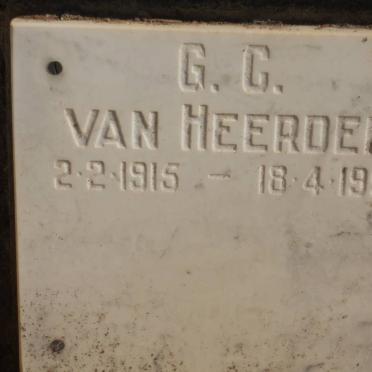 G. C.
VAN HEERDE
2·2·1915 – 18·4·19